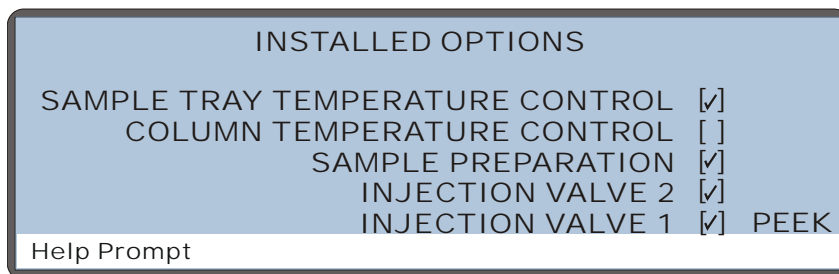 INSTALLED OPTIONS
SAMPLE TRAY TEMPERATURE CONTROL [✓]
COLUMN TEMPERATURE CONTROL [ ]
SAMPLE PREPARATION [✓]
INJECTION VALVE 2 [✓]
INJECTION VALVE 1 [✓] PEEK
Help Prompt